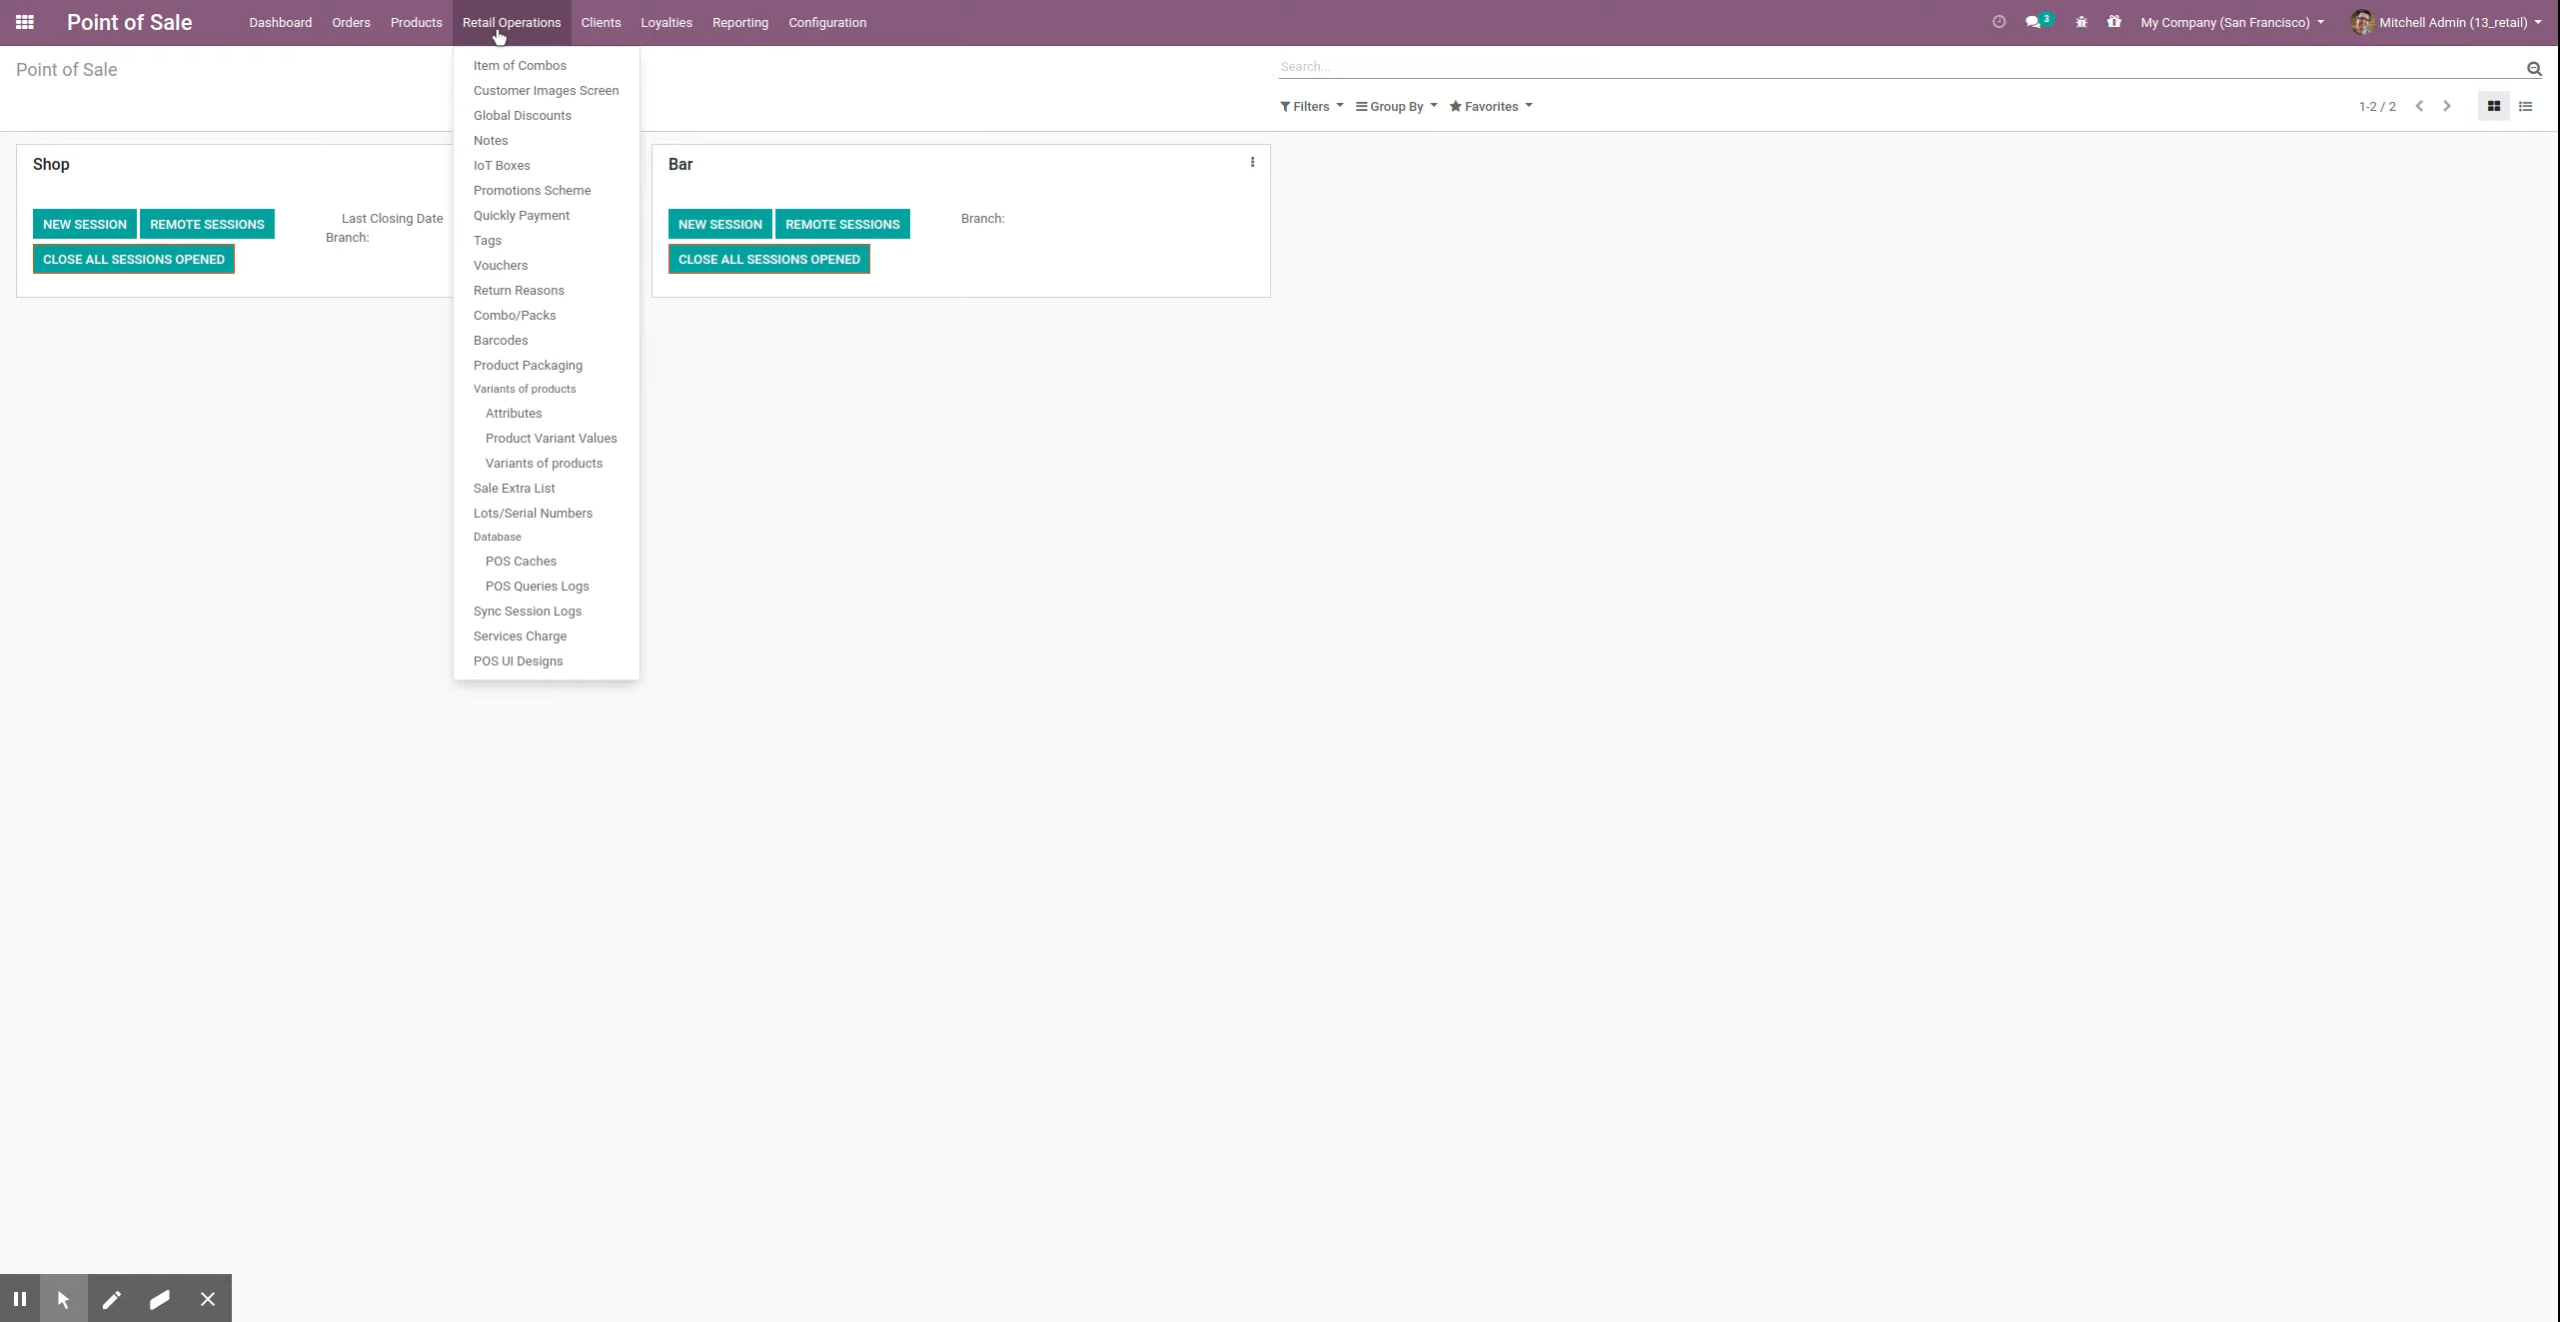 Point of Sale
Dashboard
Orders
Products
Retail Operations
Clients
Loyalties
Reporting
Configuration
3
My Company (San Francisco)
Mitchell Admin (13_retail)
Point of Sale
Search...
Filters
Group By
Favorites
1-2 / 2
Item of Combos
Customer Images Screen
Global Discounts
Notes
IoT Boxes
Promotions Scheme
Quickly Payment
Tags
Vouchers
Return Reasons
Combo/Packs
Barcodes
Product Packaging
Variants of products
Attributes
Product Variant Values
Variants of products
Sale Extra List
Lots/Serial Numbers
Database
POS Caches
POS Queries Logs
Sync Session Logs
Services Charge
POS UI Designs
Shop
NEW SESSION
REMOTE SESSIONS
CLOSE ALL SESSIONS OPENED
Last Closing Date
Branch:
Bar
NEW SESSION
REMOTE SESSIONS
CLOSE ALL SESSIONS OPENED
Branch: